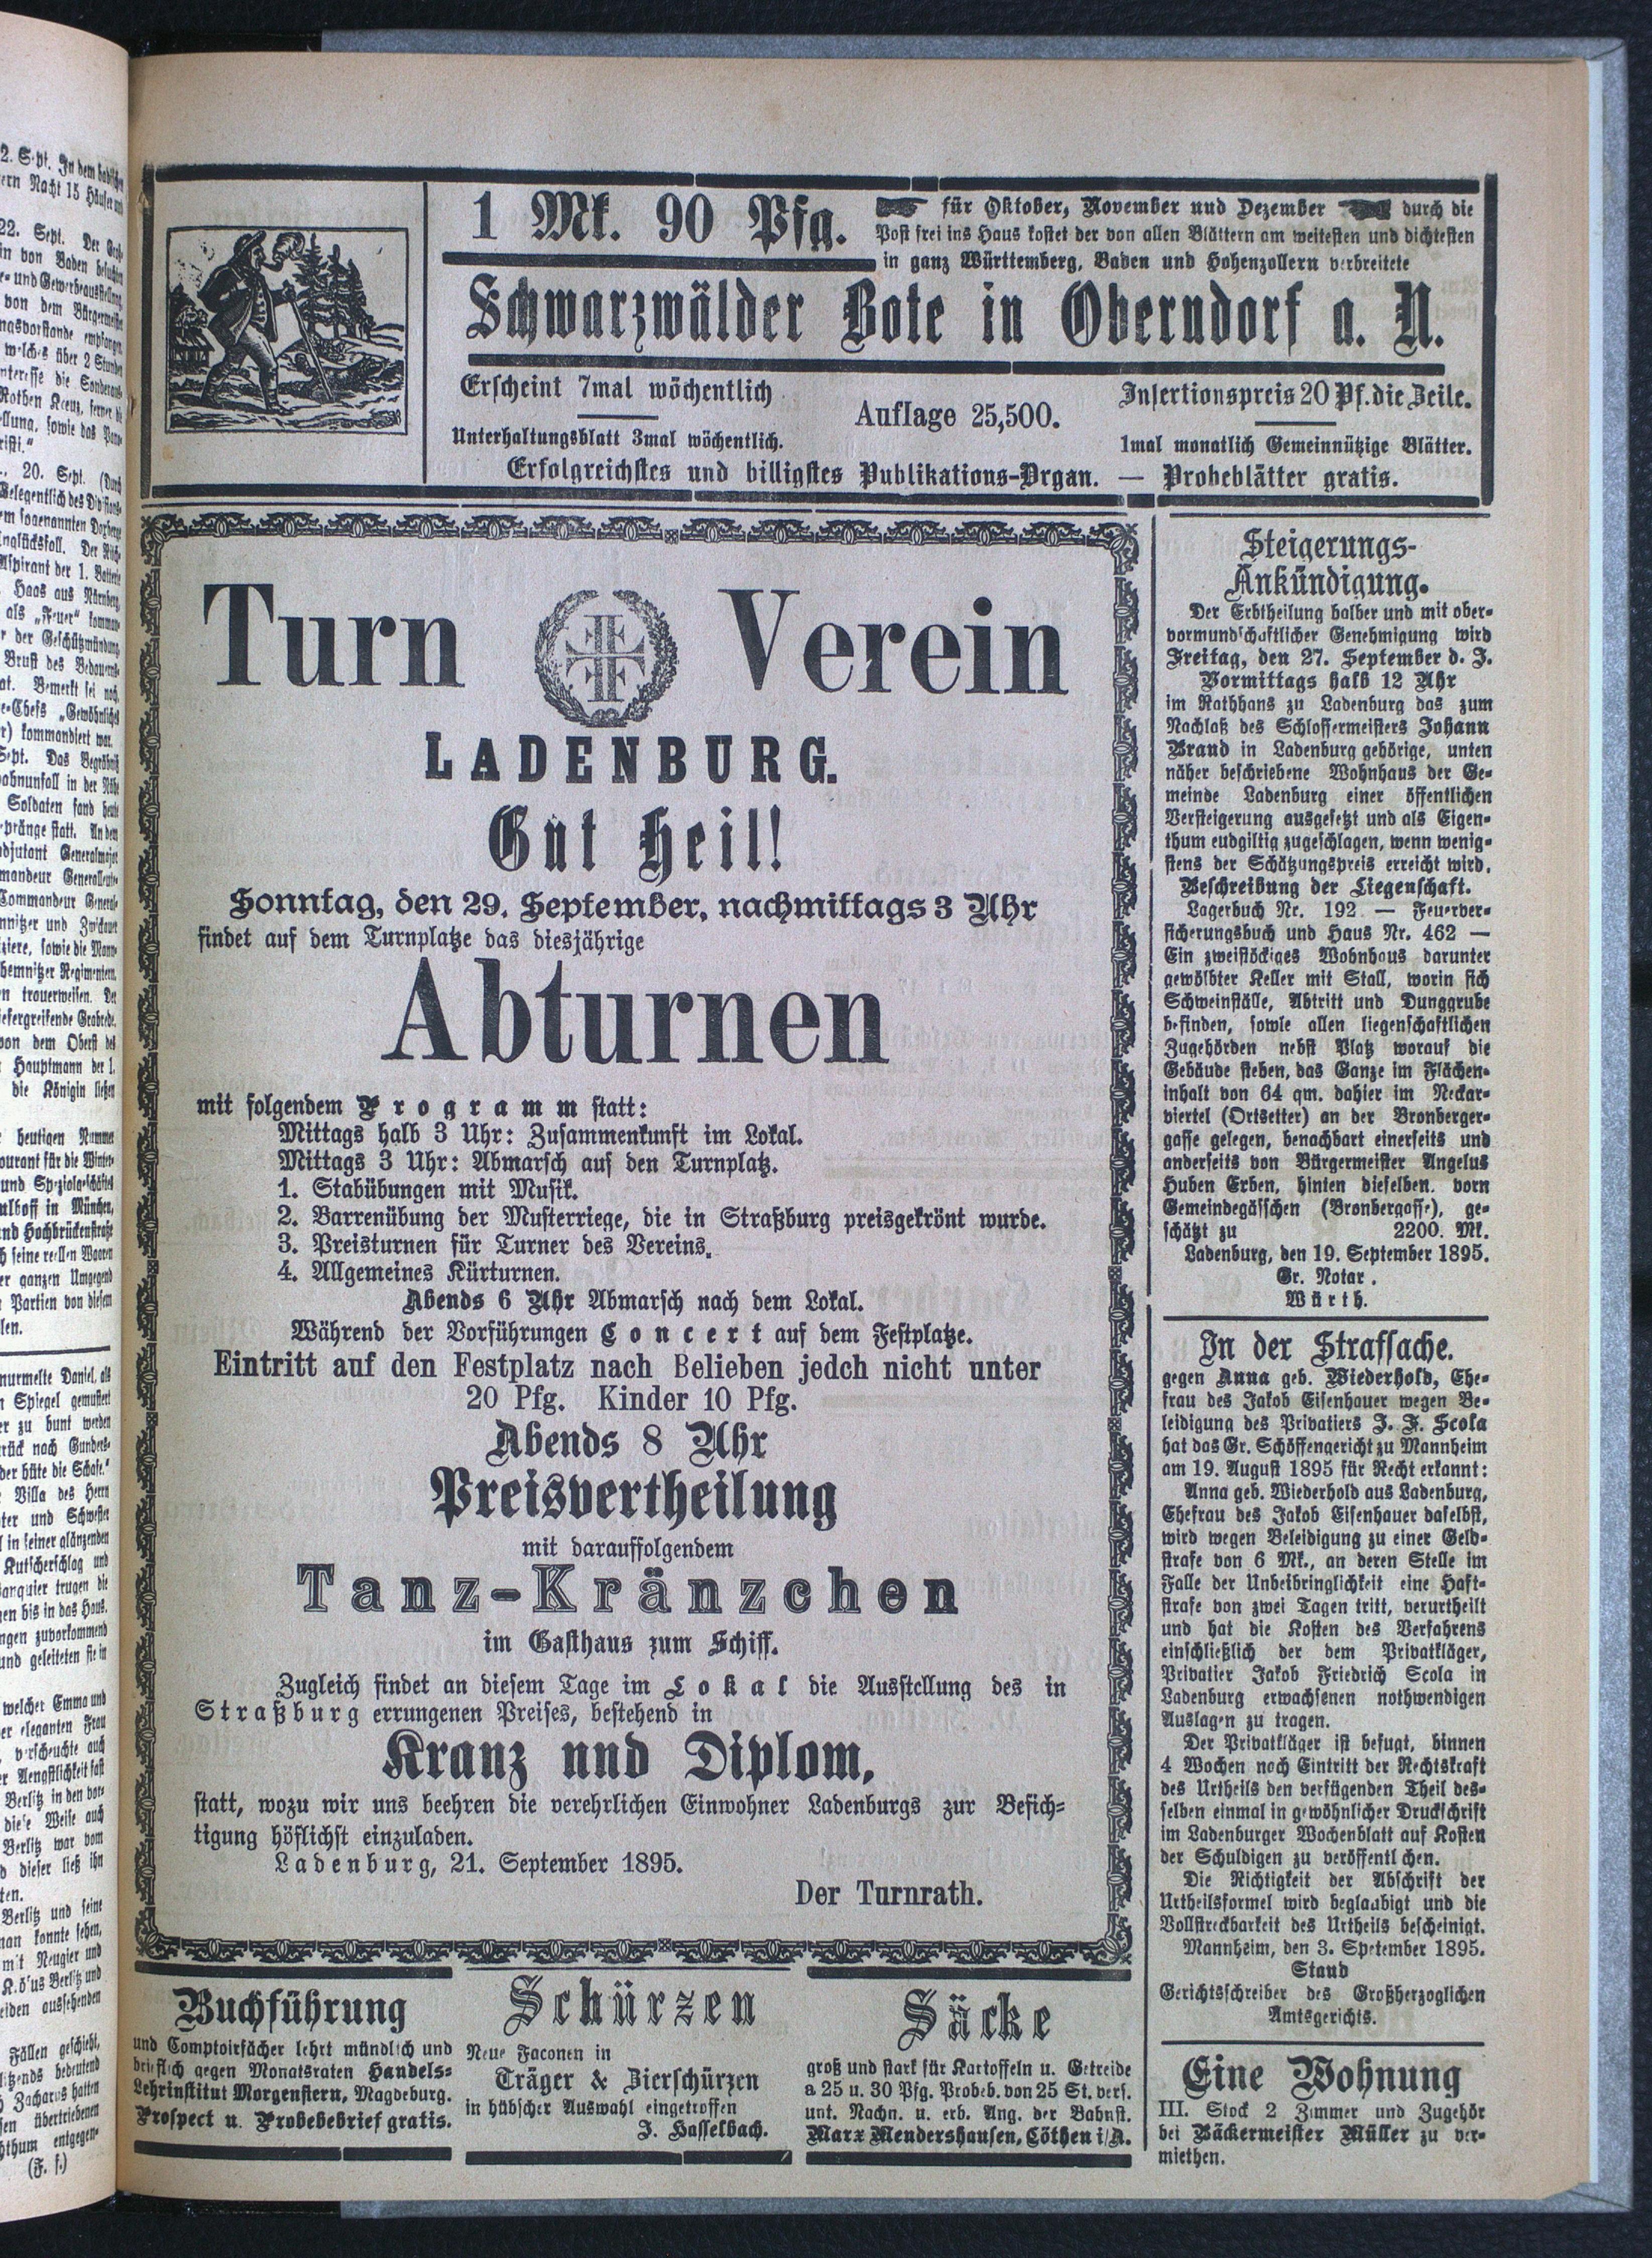 1 Mk. 90 Pfg.
für Oktober, November und Dezember durch die
Post frei ins Haus kostet der von allen Blättern am weitesten und dichtesten
in ganz Württemberg, Baden und Hohenzollern verbreitete
Schwarzwälder Bote in Oberndorf a. N.
Erscheint 7mal wöchentlich
Unterhaltungsblatt 3mal wöchentlich.
Auflage 25,500.
Insertionspreis 20 Pf. die Zeile.
1mal monatlich Gemeinnützige Blätter.
Erfolgreichstes und billigstes Publikations-Organ. — Probeblätter gratis.
Turn Verein
LADENBURG.
Gut Heil!
Sonntag, den 29. September, nachmittags 3 Uhr
findet auf dem Turnplatze das diesjährige
Abturnen
mit folgendem Programm statt:
Mittags halb 3 Uhr: Zusammenkunft im Lokal.
Mittags 3 Uhr: Abmarsch auf den Turnplatz.
1. Stabübungen mit Musik.
2. Barrenübung der Musterriege, die in Straßburg preisgekrönt wurde.
3. Preisturnen für Turner des Vereins.
4. Allgemeines Kürturnen.
Abends 6 Uhr Abmarsch nach dem Lokal.
Während der Vorführungen Concert auf dem Festplatze.
Eintritt auf den Festplatz nach Belieben jedch nicht unter
20 Pfg. Kinder 10 Pfg.
Abends 8 Uhr
Preisvertheilung
mit darauffolgendem
Tanz-Kränzchen
im Gasthaus zum Schiff.
Zugleich findet an diesem Tage im Lokal die Ausstellung des in
Straßburg errungenen Preises, bestehend in
Kranz und Diplom,
statt, wozu wir uns beehren die verehrlichen Einwohner Ladenburgs zur Besich-
tigung höflichst einzuladen.
Ladenburg, 21. September 1895.
Der Turnrath.
Buchführung
und Comptoirfächer lehrt mündlich und
brieflich gegen Monatsraten Handels-
Lehrinstitut Morgenstern, Magdeburg.
Prospect u. Probebebrief gratis.
Schürzen
Neue Faconen in
Träger & Zierschürzen
in hübscher Auswahl eingetroffen
J. Hasselbach.
Säcke
groß und stark für Kartoffeln u. Getreide
a 25 u. 30 Pfg. Probeb. von 25 St. vers.
unt. Nachn. u. erb. Ang. der Bahnst.
Marx Mendershausen, Cöthen i/A.
Steigerungs-
Ankündigung.
Der Erbtheilung halber und mit ober-
vormundschaftlicher Genehmigung wird
Freitag, den 27. September d. J.
Vormittags halb 12 Uhr
im Rathhans zu Ladenburg das zum
Nachlaß des Schlossermeisters Johann
Brand in Ladenburg gehörige, unten
näher beschriebene Wohnhaus der Ge-
meinde Ladenburg einer öffentlichen
Versteigerung ausgesetzt und als Eigen-
thum eudgiltig zugeschlagen, wenn wenig-
stens der Schätzungspreis erreicht wird.
Beschreibung der Liegenschaft.
Lagerbuch Nr. 192 — Feuerver-
sicherungsbuch und Haus Nr. 462 —
Ein zweistöckiges Wohnhaus darunter
gewölbter Keller mit Stall, worin sich
Schweinställe, Abtritt und Dunggrube
befinden, sowie allen liegenschaftlichen
Zugehörden nebst Platz worauf die
Gebäude stehen, das Ganze im Flächen-
inhalt von 64 qm. dahier im Neckar-
viertel (Ortsetter) an der Bronberger-
gasse gelegen, benachbart einerseits und
anderseits von Bürgermeister Angelus
Huben Erben, hinten dieselben. vorn
Gemeindegässchen (Bronbergasse), ge-
schätzt zu 2200. Mk.
Ladenburg, den 19. September 1895.
Gr. Notar.
Würth.
In der Strafsache.
gegen Anna geb. Wiederhold, Ehe-
frau des Jakob Eisenhauer wegen Be-
leidigung des Privatiers J. F. Scola
hat das Gr. Schöffengericht zu Mannheim
am 19. August 1895 für Recht erkannt:
Anna geb. Wiederhold aus Ladenburg,
Ehefrau des Jakob Eisenhauer daselbst,
wird wegen Beleidigung zu einer Geld-
strafe von 6 Mk., an deren Stelle im
Falle der Unbeibringlichkeit eine Haft-
strafe von zwei Tagen tritt, verurtheilt
und hat die Kosten des Verfahrens
einschließlich der dem Privatkläger,
Privatier Jakob Friedrich Scola in
Ladenburg erwachsenen nothwendigen
Auslagen zu tragen.
Der Privatkläger ist befugt, binnen
4 Wochen nach Eintritt der Rechtskraft
des Urtheils den verfügenden Theil des-
selben einmal in gewöhnlicher Druckschrift
im Ladenburger Wochenblatt auf Kosten
der Schuldigen zu veröffentlichen.
Die Richtigkeit der Abschrift der
Urtheilsformel wird beglaubigt und die
Vollstreckbarkeit des Urtheils bescheinigt.
Mannheim, den 3. Spetember 1895.
Staud
Gerichtsschreiber des Großherzoglichen
Amtsgerichts.
Eine Wohnung
III. Stock 2 Zimmer und Zugehör
bei Bäckermeister Müller zu ver-
miethen.